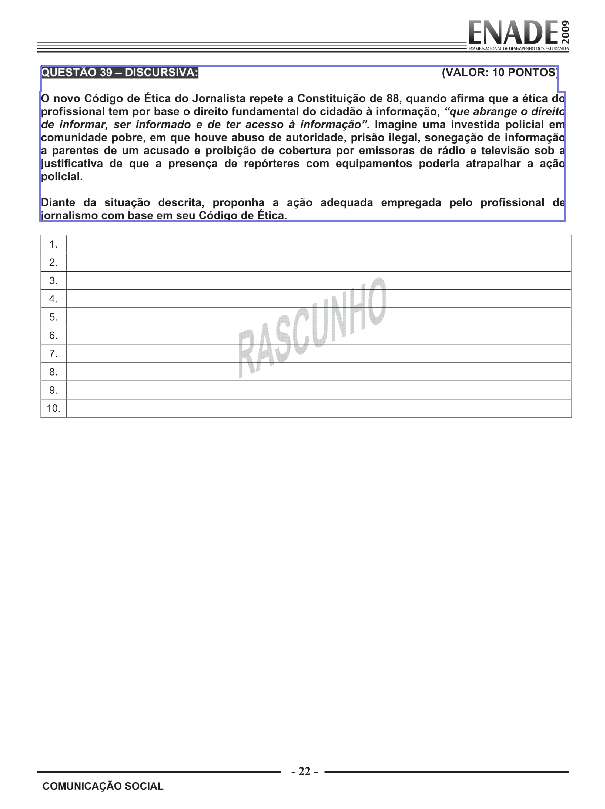 ENADE 2009
EXAME NACIONAL DE DESEMPENHO DOS ESTUDANTES
QUESTÃO 39 – DISCURSIVA: (VALOR: 10 PONTOS)
O novo Código de Ética do Jornalista repete a Constituição de 88, quando afirma que a ética do
profissional tem por base o direito fundamental do cidadão à informação, “que abrange o direito
de informar, ser informado e de ter acesso à informação”. Imagine uma investida policial em
comunidade pobre, em que houve abuso de autoridade, prisão ilegal, sonegação de informação
a parentes de um acusado e proibição de cobertura por emissoras de rádio e televisão sob a
justificativa de que a presença de repórteres com equipamentos poderia atrapalhar a ação
policial.
Diante da situação descrita, proponha a ação adequada empregada pelo profissional de
jornalismo com base em seu Código de Ética.
1.
2.
3.
4.
5.
6.
7.
8.
9.
10.
RASCUNHO
- 22 -
COMUNICAÇÃO SOCIAL